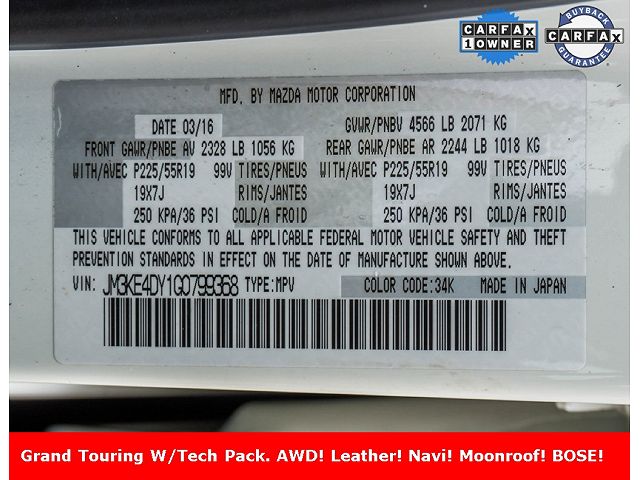 CARFAX
1 OWNER
BUYBACK
CARFAX
GUARANTEE
MFD. BY MAZDA MOTOR CORPORATION
DATE 03/16 GVWR/PNBV 4566 LB 2071 KG
FRONT GAWR/PNBE AV 2328 LB 1056 KG REAR GAWR/PNBE AR 2244 LB 1018 KG
WITH/AVEC P225/55R19 99V TIRES/PNEUS WITH/AVEC P225/55R19 99V TIRES/PNEUS
19X7J RIMS/JANTES 19X7J RIMS/JANTES
250 KPA/36 PSI COLD/A FROID 250 KPA/36 PSI COLD/A FROID
THIS VEHICLE CONFORMS TO ALL APPLICABLE FEDERAL MOTOR VEHICLE SAFETY AND THEFT
PREVENTION STANDARDS IN EFFECT ON THE DATE OF MANUFACTURE SHOWN ABOVE.
VIN: JM3KE4DY1G0799368 TYPE:MPV COLOR CODE:34K MADE IN JAPAN
Grand Touring W/Tech Pack. AWD! Leather! Navi! Moonroof! BOSE!